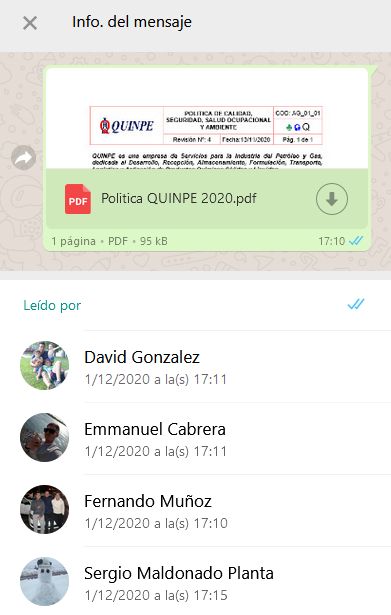 Info. del mensaje
QUINPE
POLITICA DE CALIDAD,
SEGURIDAD, SALUD OCUPACIONAL
Y AMBIENTE
COD: AG_01_01
Q
Revisión N°: 4
Fecha:13/11/2020
Pág. 1 de 1
QUINPE es una empresa de Servicios para la Industria del Petróleo y Gas,
dedicada al Desarrollo, Recepción, Almacenamiento, Formulación, Transporte,
PDF
Politica QUINPE 2020.pdf
1 página • PDF • 95 kB
17:10
Leído por
David Gonzalez
1/12/2020 a la(s) 17:11
Emmanuel Cabrera
1/12/2020 a la(s) 17:11
Fernando Muñoz
1/12/2020 a la(s) 17:10
Sergio Maldonado Planta
1/12/2020 a la(s) 17:15